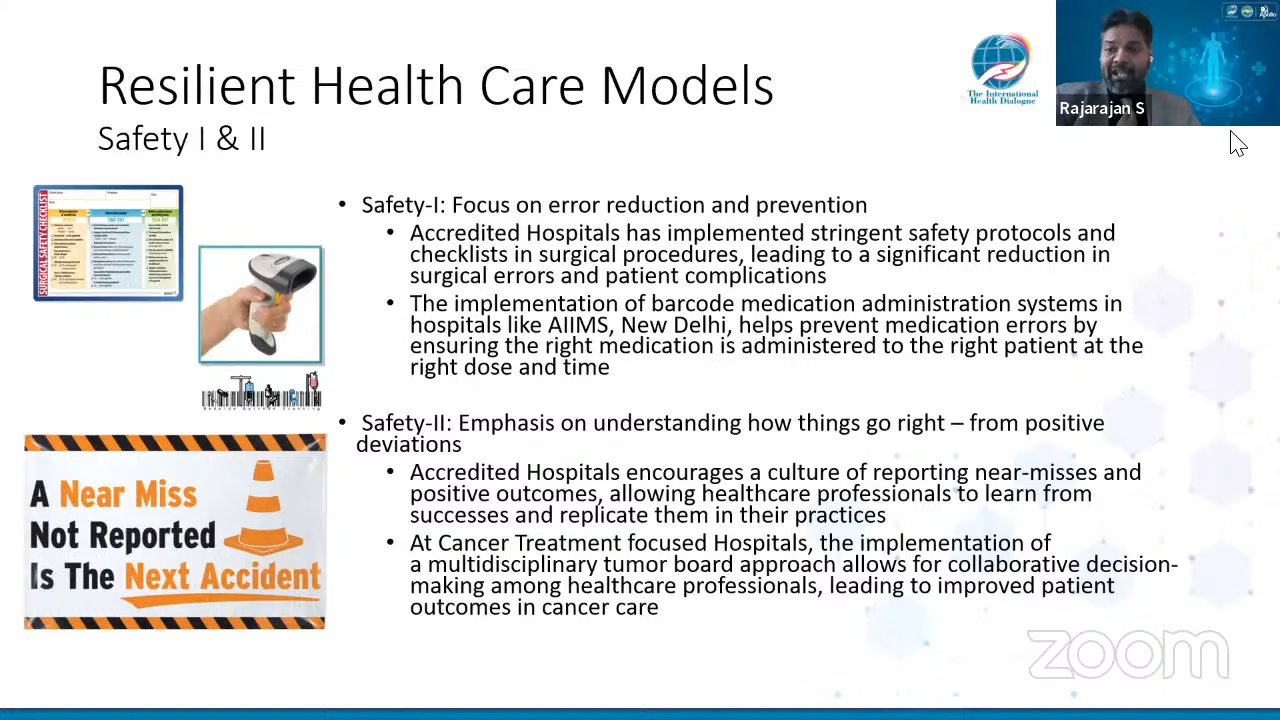 Resilient Health Care Models
Safety I & II
The International
Health Dialogue
Apollo
Rajarajan S
SURGICAL SAFETY CHECKLIST
TIME OUT
Bedside Barcode Scanning
A Near Miss
Not Reported
Is The Next Accident
• Safety-I: Focus on error reduction and prevention
• Accredited Hospitals has implemented stringent safety protocols and
checklists in surgical procedures, leading to a significant reduction in
surgical errors and patient complications
• The implementation of barcode medication administration systems in
hospitals like AIIMS, New Delhi, helps prevent medication errors by
ensuring the right medication is administered to the right patient at the
right dose and time
• Safety-II: Emphasis on understanding how things go right – from positive
deviations
• Accredited Hospitals encourages a culture of reporting near-misses and
positive outcomes, allowing healthcare professionals to learn from
successes and replicate them in their practices
• At Cancer Treatment focused Hospitals, the implementation of
a multidisciplinary tumor board approach allows for collaborative decision-
making among healthcare professionals, leading to improved patient
outcomes in cancer care
zoom